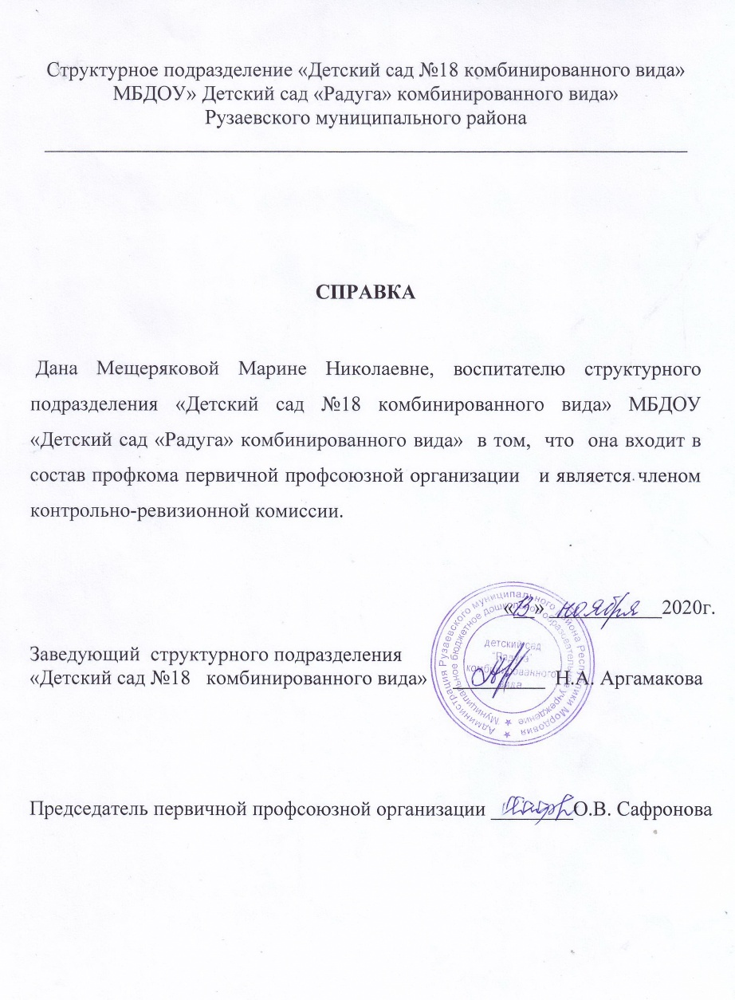 Структурное подразделение «Детский сад №18 комбинированного вида»
МБДОУ» Детский сад «Радуга» комбинированного вида»
Рузаевского муниципального района
СПРАВКА
Дана Мещеряковой Марине Николаевне, воспитателю структурного
подразделения «Детский сад №18 комбинированного вида» МБДОУ
«Детский сад «Радуга» комбинированного вида» в том, что она входит в
состав профкома первичной профсоюзной организации и является членом
контрольно-ревизионной комиссии.
«13» ноября 2020г.
Заведующий структурного подразделения
«Детский сад №18 комбинированного вида» Н.А. Аргамакова
Администрация Рузаевского муниципального района Республики Мордовия
Муниципальное бюджетное дошкольное образовательное учреждение
детский сад
"Радуга"
комбинированного
вида
Председатель первичной профсоюзной организации О.В. Сафронова